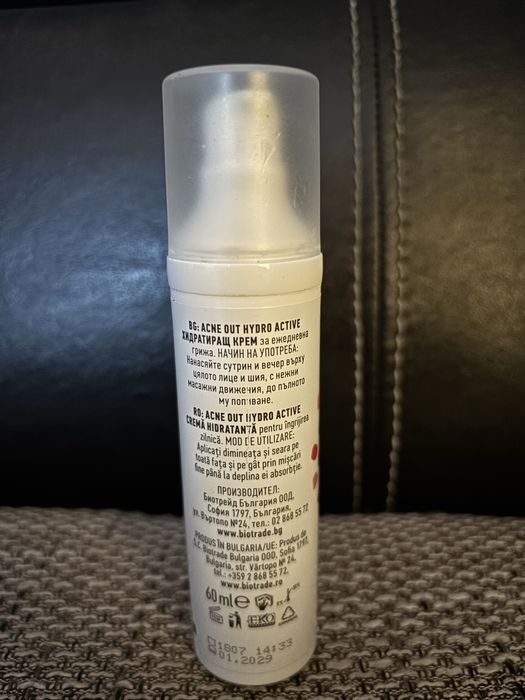 BG: ACNE OUT HYDRO ACTIVE
ХИДРАТИРАЩ КРЕМ за ежедневна
грижа. НАЧИН НА УПОТРЕБА:
Нанасяйте сутрин и вечер върху
цялото лице и шия, с нежни
масажни движения, до пълното
му попиване.
RO: ACNE OUT HYDRO ACTIVE
CREMĂ HIDRATANTĂ pentru îngrijirea
zilnică. MOD DE UTILIZARE:
Aplicați dimineața și seara pe
toată fața și pe gât prin mișcări
fine până la deplina ei absorbție.
ПРОИЗВОДИТЕЛ:
Биотрейд България ООД,
София 1797, България,
ул. Въртопо №24, тел.: 02 868 55 72
www.biotrade.bg
PRODUS ÎN BULGARIA/UE: Produs de
S.C. Biotrade Bulgaria OOD, Sofia 1797,
Bulgaria, str. Vârtopo № 24,
tel.: +359 2 868 55 72,
www.biotrade.ro
60 ml e
EKO
1807 14:33
01.2029